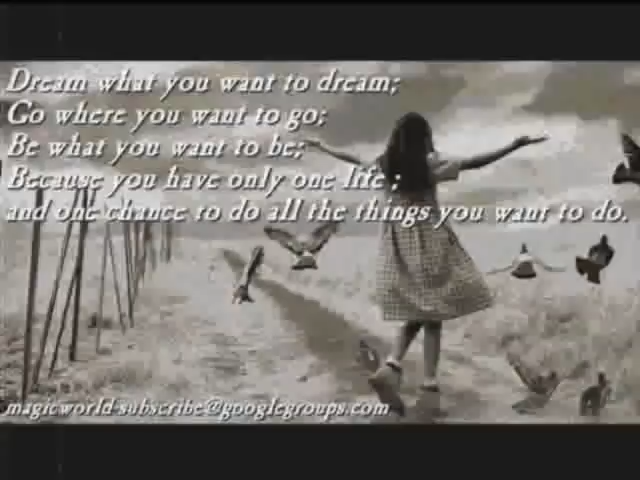 Dream what you want to dream;
Go where you want to go;
Be what you want to be;
Because you have only one life ;
and one chance to do all the things you want to do.
magicworld-subscribe@googlegroups.com